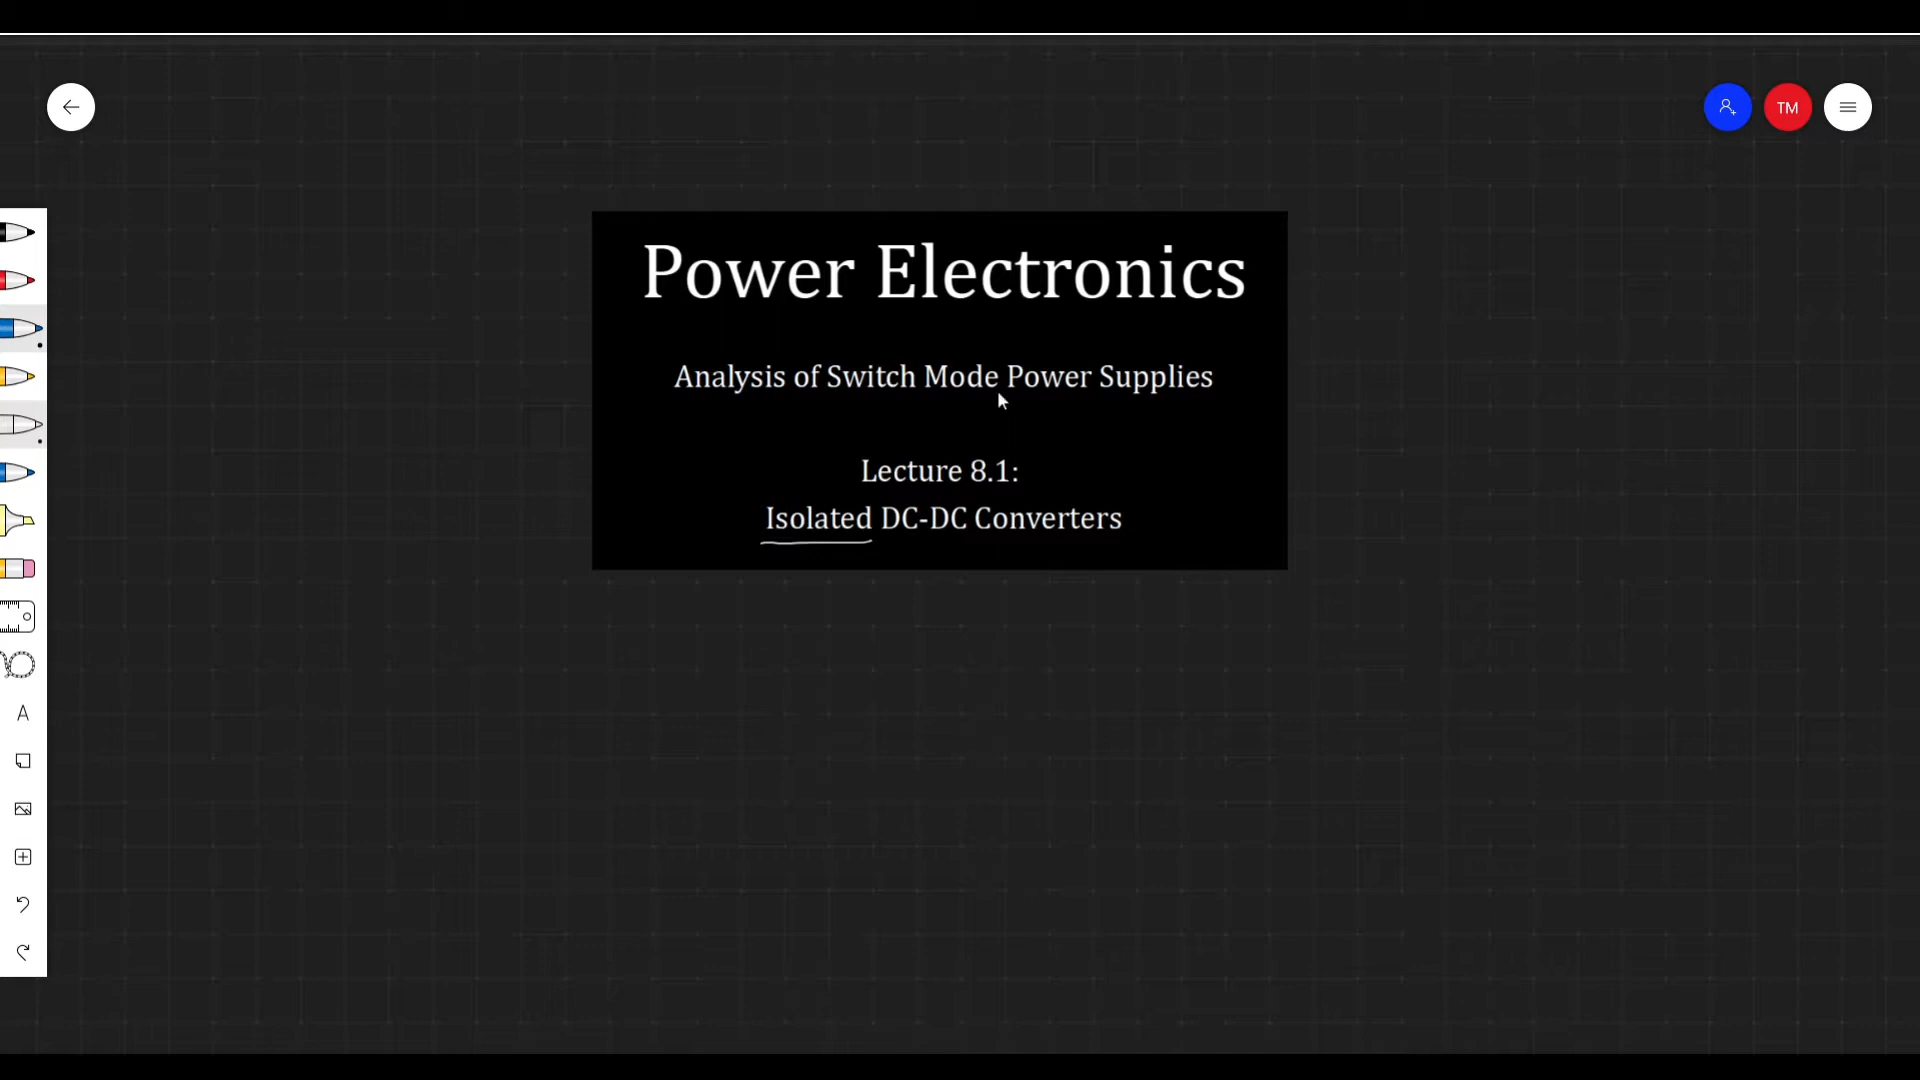 TM
Power Electronics
Analysis of Switch Mode Power Supplies
Lecture 8.1:
Isolated DC-DC Converters
A